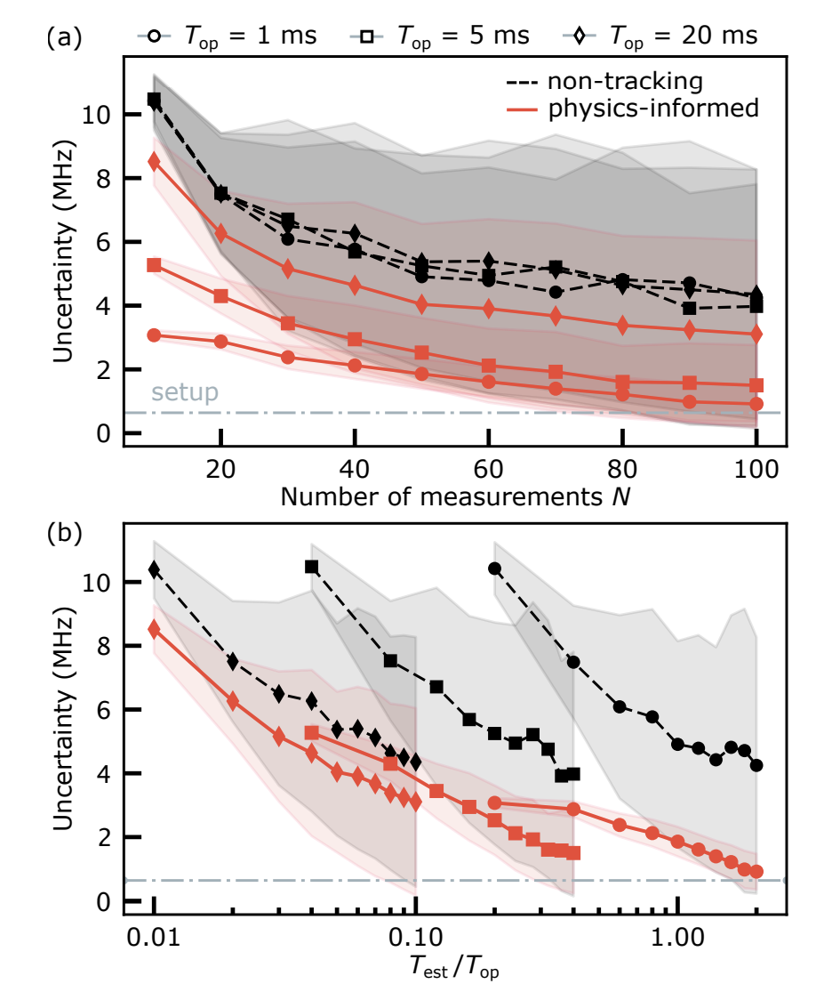 (a) T_op = 1 ms T_op = 5 ms T_op = 20 ms
non-tracking
physics-informed
Uncertainty (MHz)
10
8
6
4
2
0
setup
20 40 60 80 100
Number of measurements N
(b)
Uncertainty (MHz)
10
8
6
4
2
0
0.01 0.10 1.00
T_est/T_op